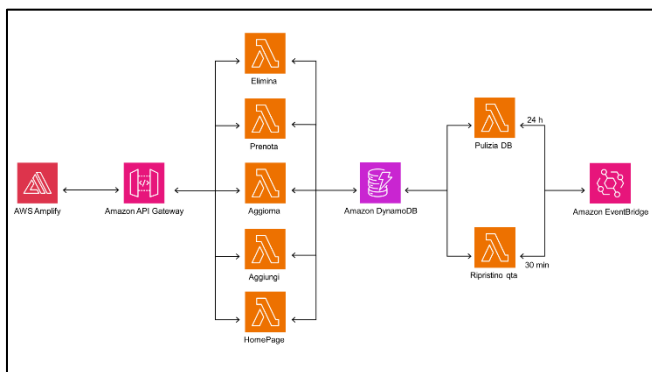 Elimina
Prenota
24 h
Pulizia DB
AWS Amplify
Amazon API Gateway
Aggiorna
Amazon DynamoDB
Amazon EventBridge
Aggiungi
Ripristino qta
30 min
HomePage